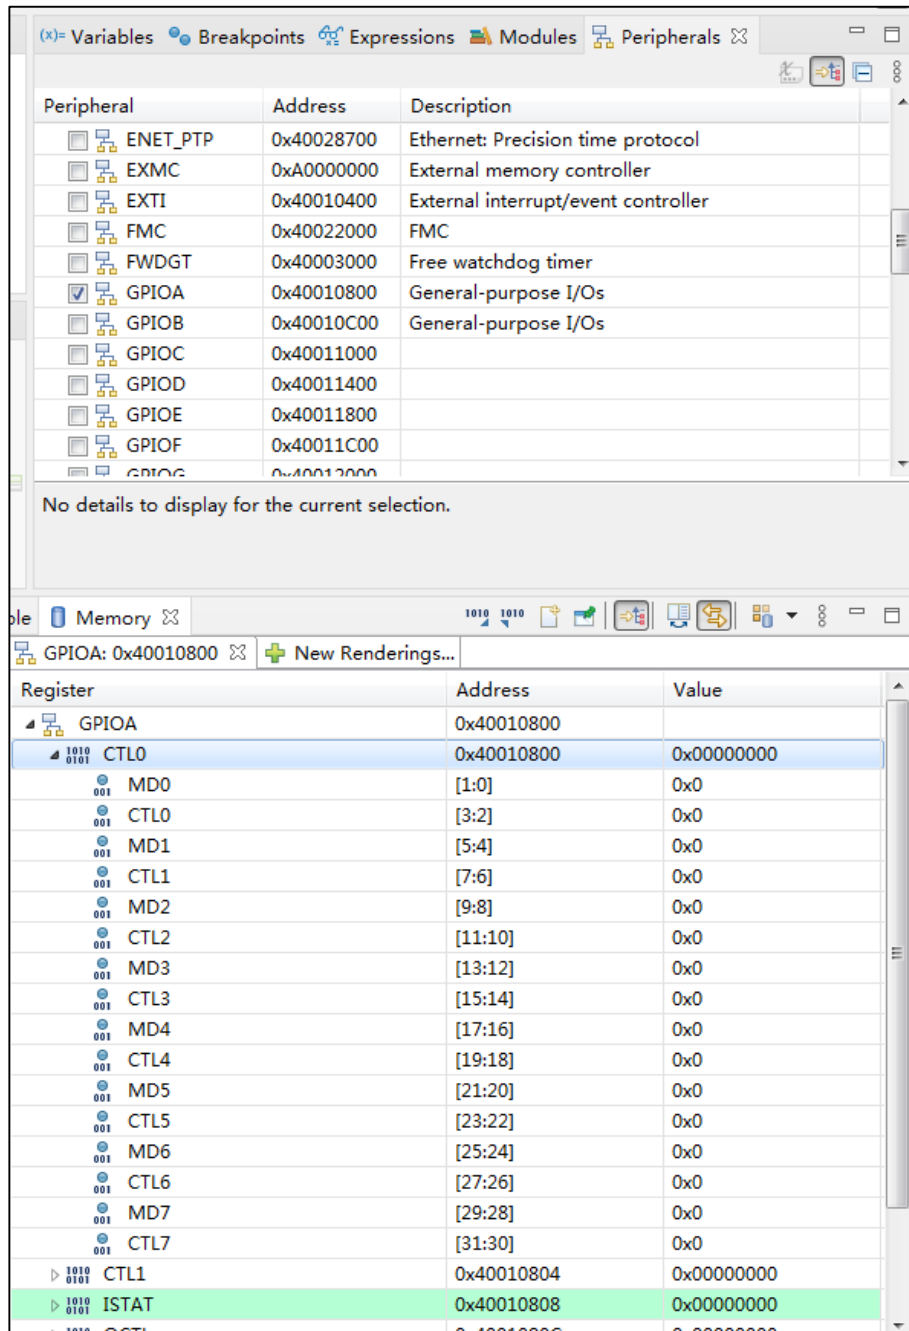 (x)= Variables Breakpoints Expressions Modules Peripherals
Peripheral Address Description
ENET_PTP 0x40028700 Ethernet: Precision time protocol
EXMC 0xA0000000 External memory controller
EXTI 0x40010400 External interrupt/event controller
FMC 0x40022000 FMC
FWDGT 0x40003000 Free watchdog timer
GPIOA 0x40010800 General-purpose I/Os
GPIOB 0x40010C00 General-purpose I/Os
GPIOC 0x40011000
GPIOD 0x40011400
GPIOE 0x40011800
GPIOF 0x40011C00
GPIOG 0x40012000
No details to display for the current selection.
ole Memory
GPIOA: 0x40010800 New Renderings...
Register Address Value
GPIOA 0x40010800
CTL0 0x40010800 0x00000000
MD0 [1:0] 0x0
CTL0 [3:2] 0x0
MD1 [5:4] 0x0
CTL1 [7:6] 0x0
MD2 [9:8] 0x0
CTL2 [11:10] 0x0
MD3 [13:12] 0x0
CTL3 [15:14] 0x0
MD4 [17:16] 0x0
CTL4 [19:18] 0x0
MD5 [21:20] 0x0
CTL5 [23:22] 0x0
MD6 [25:24] 0x0
CTL6 [27:26] 0x0
MD7 [29:28] 0x0
CTL7 [31:30] 0x0
CTL1 0x40010804 0x00000000
ISTAT 0x40010808 0x00000000